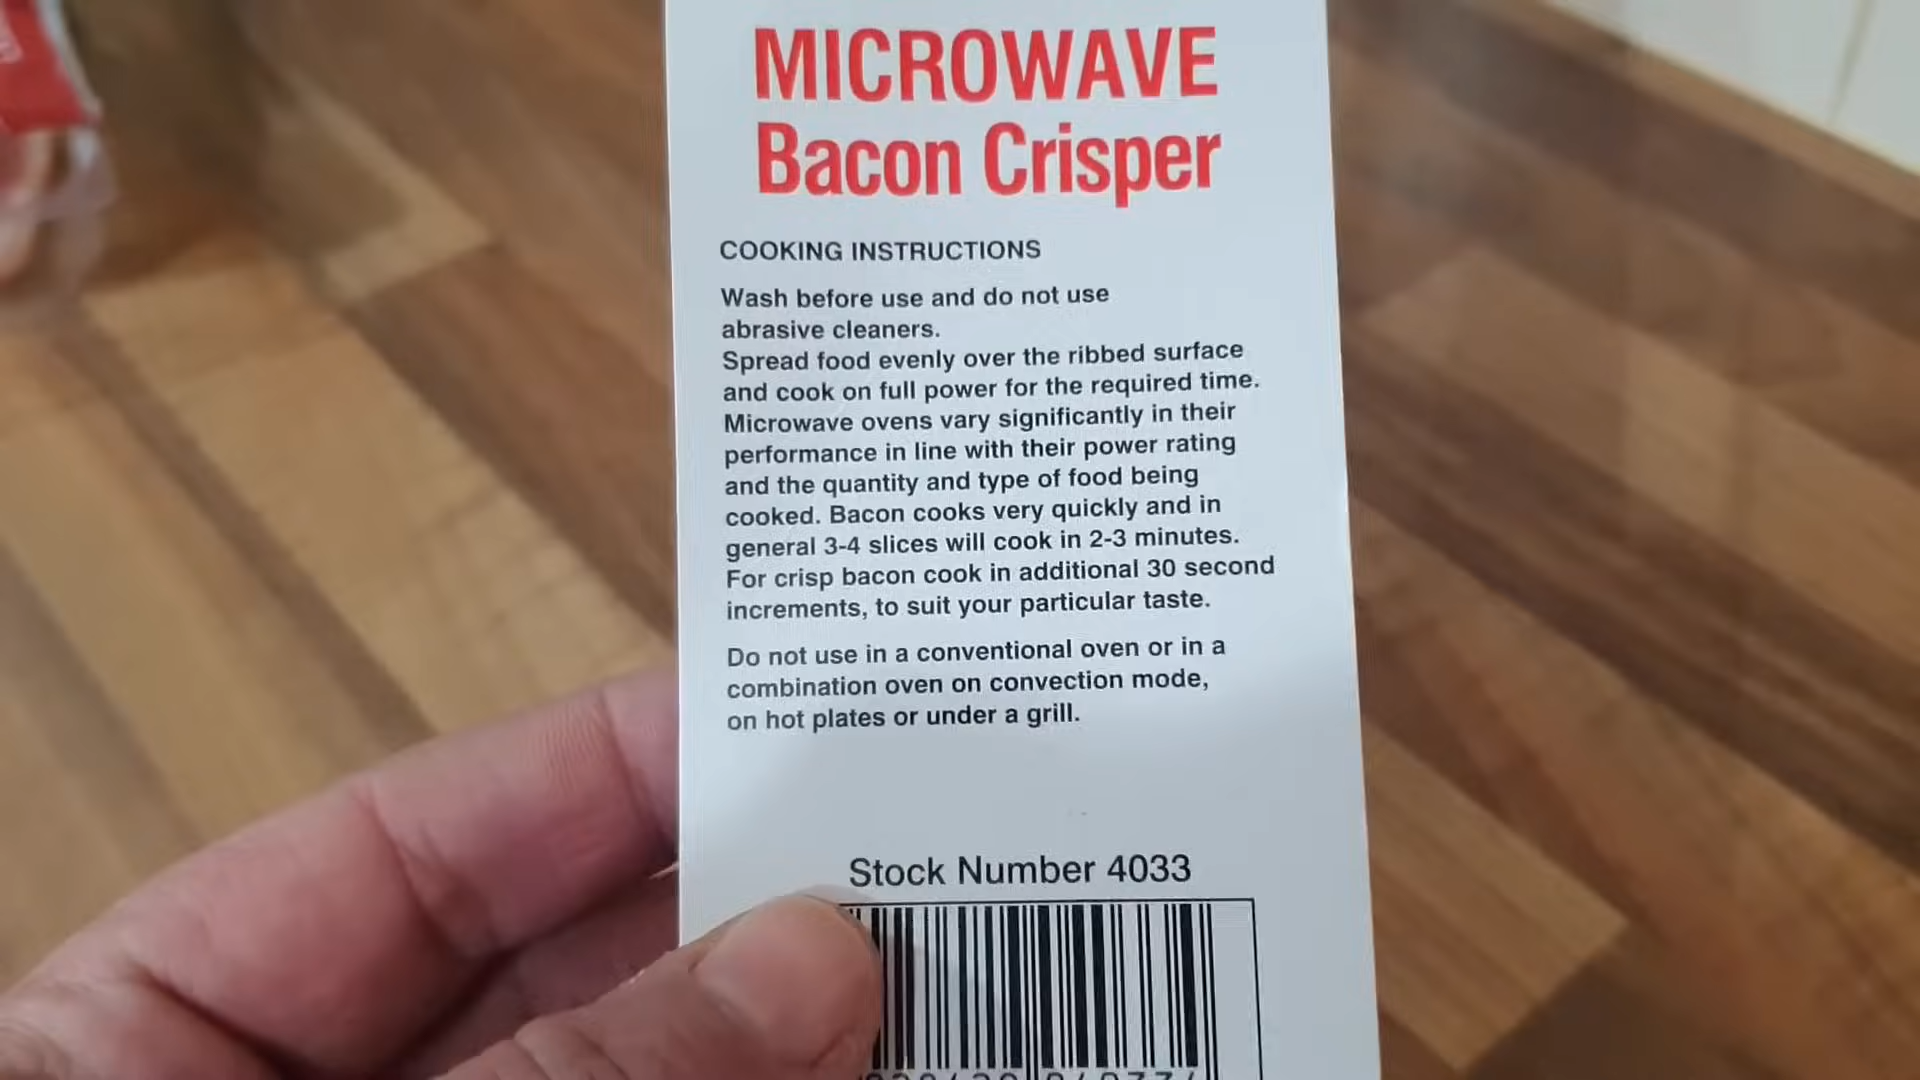 MICROWAVE
Bacon Crisper
COOKING INSTRUCTIONS
Wash before use and do not use
abrasive cleaners.
Spread food evenly over the ribbed surface
and cook on full power for the required time.
Microwave ovens vary significantly in their
performance in line with their power rating
and the quantity and type of food being
cooked. Bacon cooks very quickly and in
general 3-4 slices will cook in 2-3 minutes.
For crisp bacon cook in additional 30 second
increments, to suit your particular taste.
Do not use in a conventional oven or in a
combination oven on convection mode,
on hot plates or under a grill.
Stock Number 4033